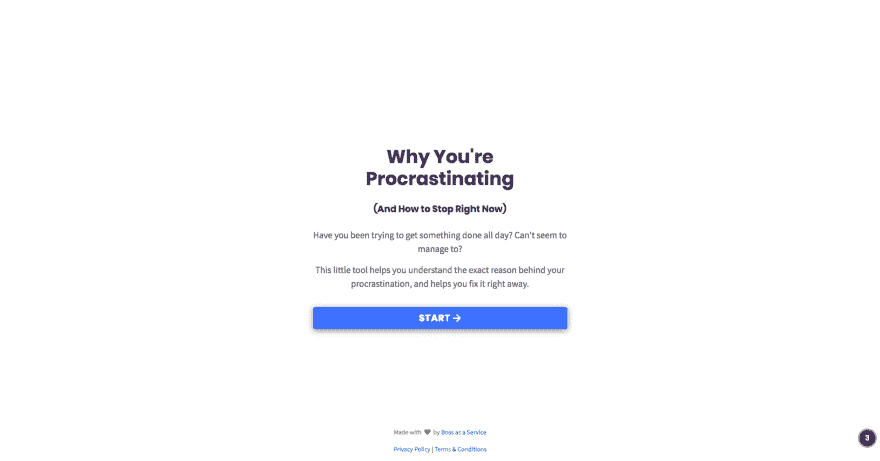 Why You're
Procrastinating
(And How to Stop Right Now)
Have you been trying to get something done all day? Can't seem to
manage to?
This little tool helps you understand the exact reason behind your
procrastination, and helps you fix it right away.
START →
Made with ♥ by Boss as a Service
Privacy Policy | Terms & Conditions
3